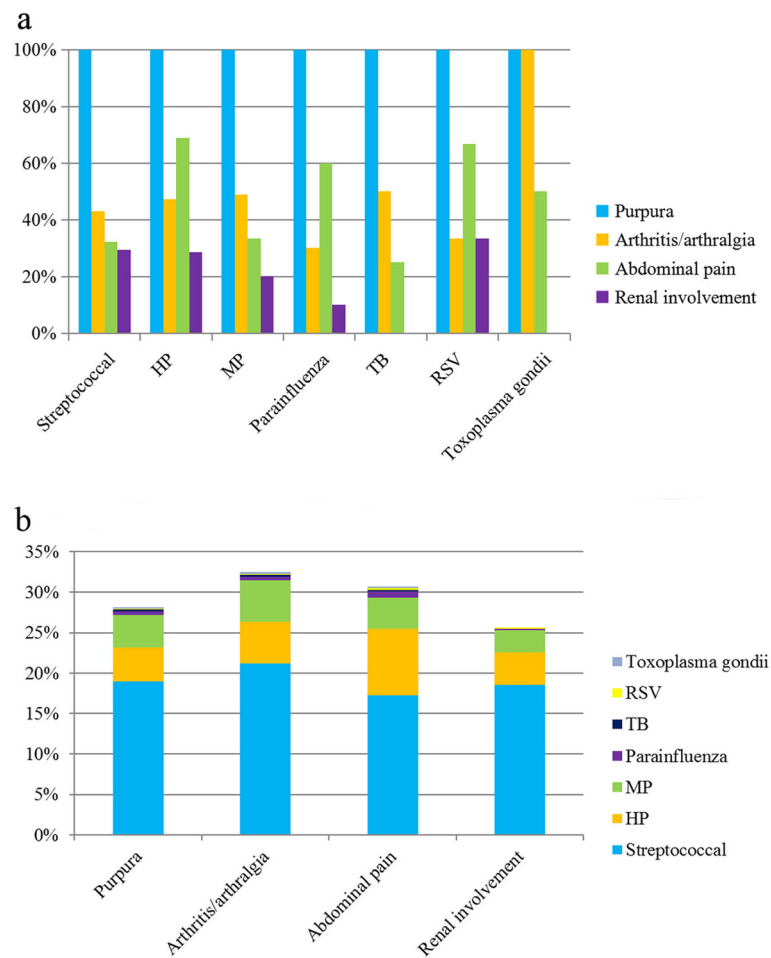 a
100%
80%
60%
40%
20%
0%
Streptococcal
HP
MP
Parainfluenza
TB
RSV
Toxoplasma gondii
Purpura
Arthritis/arthralgia
Abdominal pain
Renal involvement
b
35%
30%
25%
20%
15%
10%
5%
0%
Purpura
Arthritis/arthralgia
Abdominal pain
Renal involvement
Toxoplasma gondii
RSV
TB
Parainfluenza
MP
HP
Streptococcal